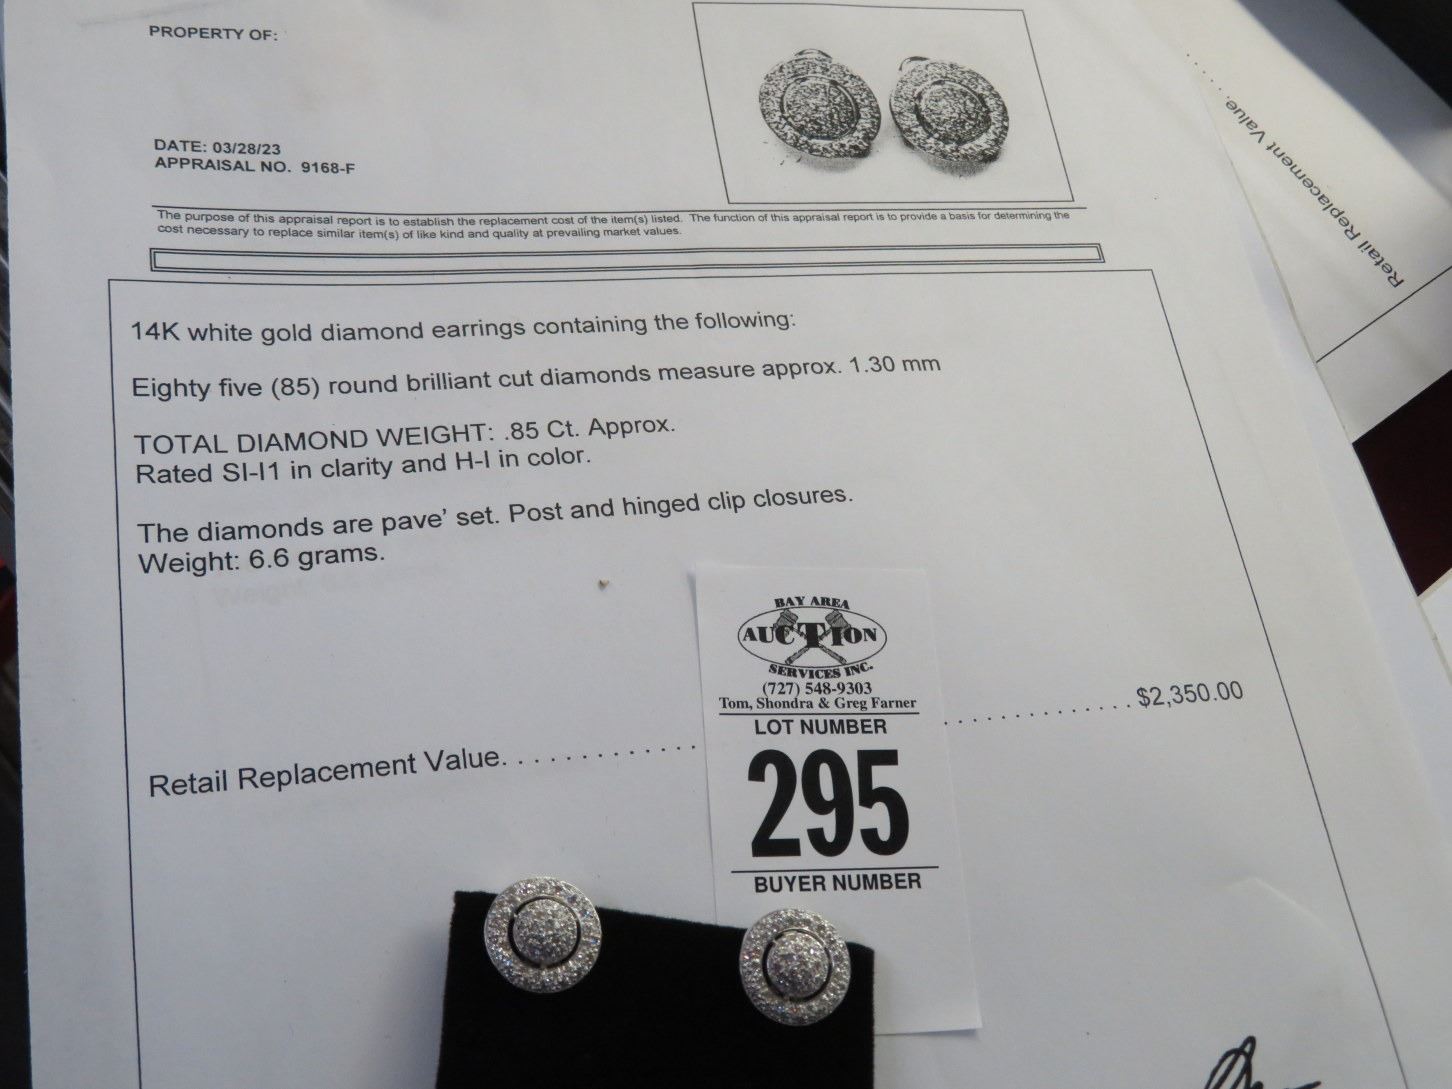 PROPERTY OF:
DATE: 03/28/23
APPRAISAL NO. 9168-F
The purpose of this appraisal report is to establish the replacement cost of the item(s) listed. The function of this appraisal report is to provide a basis for determining the
cost necessary to replace similar item(s) of like kind and quality at prevailing market values.
14K white gold diamond earrings containing the following:
Eighty five (85) round brilliant cut diamonds measure approx. 1.30 mm
TOTAL DIAMOND WEIGHT: .85 Ct. Approx.
Rated SI-I1 in clarity and H-I in color.
The diamonds are pave' set. Post and hinged clip closures.
Weight: 6.6 grams.
Retail Replacement Value. . . . . . . . . . . . . . . . . . . . . . . . . . $2,350.00
BAY AREA
AUCTION
SERVICES INC.
(727) 548-9303
Tom, Shondra & Greg Farner
LOT NUMBER
295
BUYER NUMBER
Retail Replacement Value. . . . .